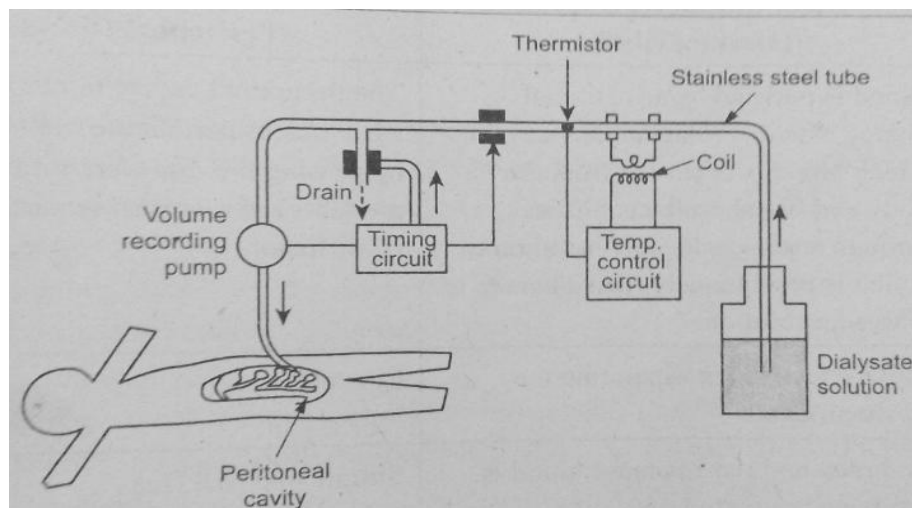 Thermistor
Stainless steel tube
Coil
Drain
Volume
recording
pump
Timing
circuit
Temp.
control
circuit
Dialysate
solution
Peritoneal
cavity